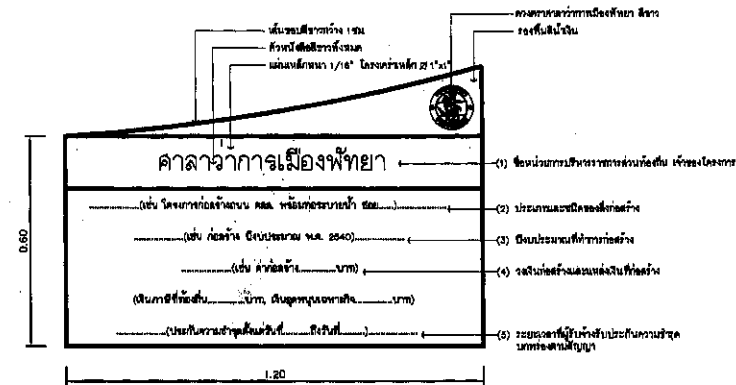 ดวงตราศาลาว่าการเมืองพัทยา สีขาว
รองพื้นสีน้ำเงิน
เส้นขอบสีขาวกว้าง 1 ซม.
ตัวหนังสือสีขาวทั้งหมด
แผ่นเหล็กหนา 1/16" โครงเคร่าเหล็ก 1"x1"
ศาลาว่าการเมืองพัทยา
(1) ชื่อหน่วยการบริหารราชการส่วนท้องถิ่น เจ้าของโครงการ
..........(เช่น โครงการก่อสร้างถนน คสล. พร้อมท่อระบายน้ำ ซอย.....)..........
(2) ประเภทและชนิดของสิ่งก่อสร้าง
..........(เช่น ก่อสร้าง ปีงบประมาณ พ.ศ. 2540)..........
(3) ปีงบประมาณที่ทำการก่อสร้าง
..........(เช่น ค่าก่อสร้าง..........บาท)
(4) วงเงินก่อสร้างและแหล่งเงินที่ก่อสร้าง
(เงินภาษีที่ท้องถิ่น..........บาท, เงินอุดหนุนเฉพาะกิจ..........บาท)
..........(ประกันความชำรุดตั้งแต่วันที่..........ถึงวันที่..........)..........
(5) ระยะเวลาที่ผู้รับจ้างรับประกันความชำรุด
บกพร่องตามสัญญา
0.60
1.20